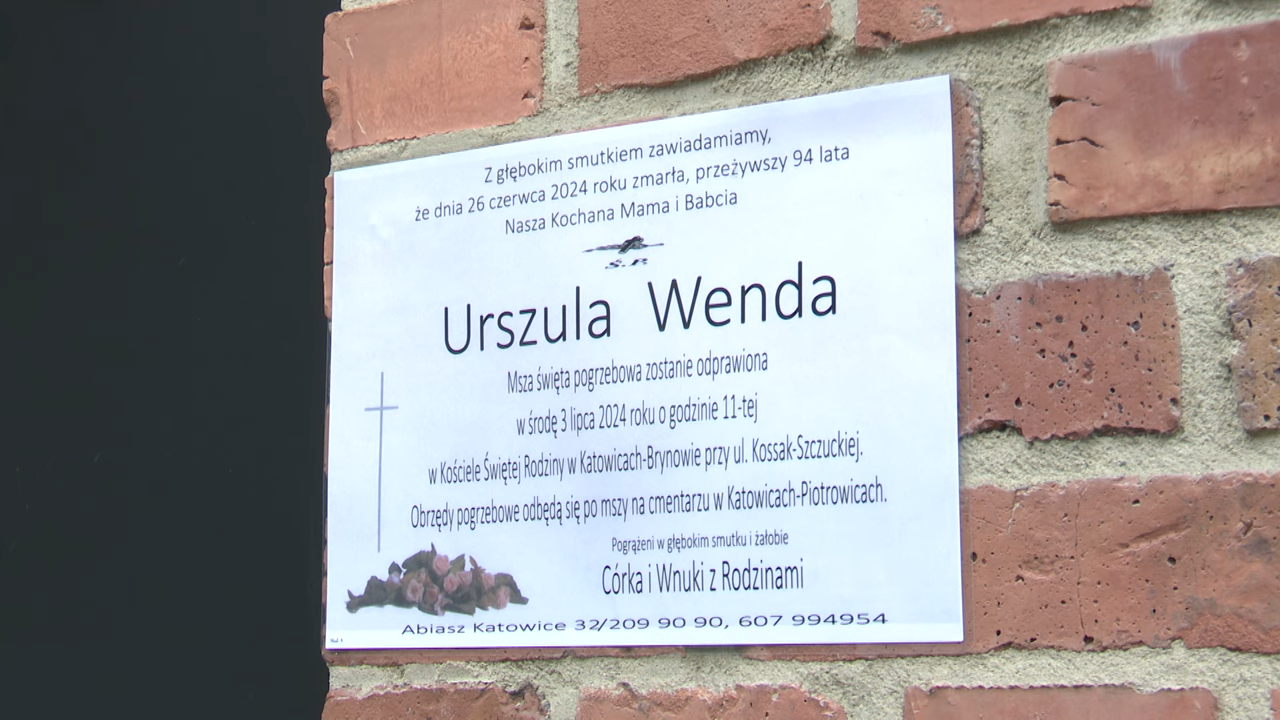 Z głębokim smutkiem zawiadamiamy,
że dnia 26 czerwca 2024 roku zmarła, przeżywszy 94 lata
Nasza Kochana Mama i Babcia
Ś.P.
Urszula Wenda
Msza święta pogrzebowa zostanie odprawiona
w środę 3 lipca 2024 roku o godzinie 11-tej
w Kościele Świętej Rodziny w Katowicach-Brynowie przy ul. Kossak-Szczuckiej.
Obrzędy pogrzebowe odbędą się po mszy na cmentarzu w Katowicach-Piotrowicach.
Pogrążeni w głębokim smutku i żałobie
Córka i Wnuki z Rodzinami
Abiasz Katowice 32/209 90 90, 607 994954